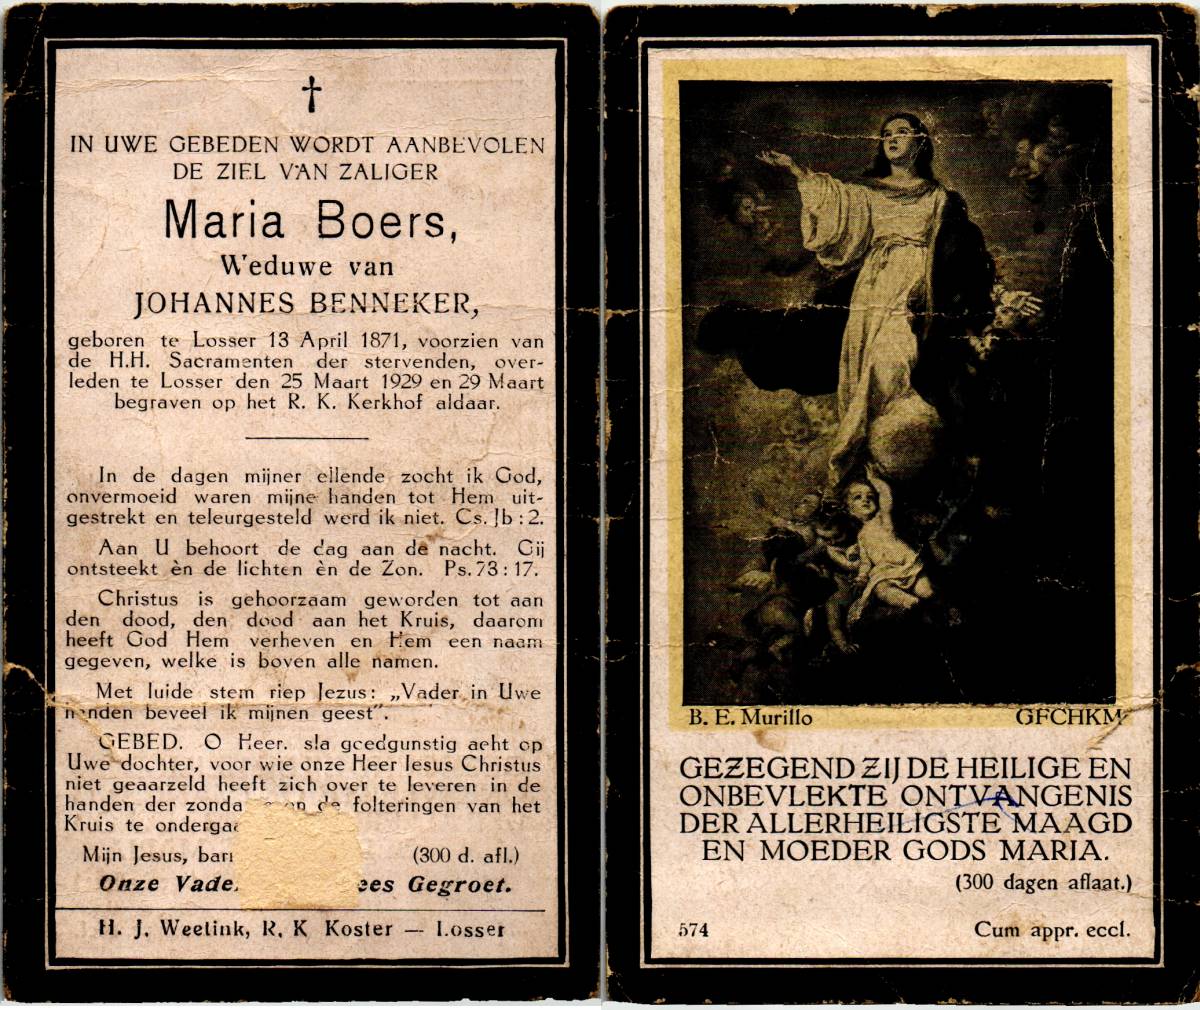 IN UWE GEBEDEN WORDT AANBEVOLEN
DE ZIEL VAN ZALIGER
Maria Boers,
Weduwe van
JOHANNES BENNEKER,
geboren te Losser 13 April 1871, voorzien van
de H.H. Sacramenten der stervenden, over-
leden te Losser den 25 Maart 1929 en 29 Maart
begraven op het R. K. Kerkhof aldaar.
In de dagen mijner ellende zocht ik God,
onvermoeid waren mijne handen tot Hem uit-
gestrekt en teleurgesteld werd ik niet. Cs. Jb : 2.
Aan U behoort de dag aan de nacht. Gij
ontsteekt èn de lichten èn de Zon. Ps. 73 : 17.
Christus is gehoorzaam geworden tot aan
den dood, den dood aan het Kruis, daarom
heeft God Hem verheven en Hem een naam
gegeven, welke is boven alle namen.
Met luide stem riep Jezus: „Vader in Uwe
handen beveel ik mijnen geest".
GEBED. O Heer, sla goedgunstig acht op
Uwe dochter, voor wie onze Heer Jesus Christus
niet geaarzeld heeft zich over te leveren in de
handen der zonda en de folteringen van het
Kruis te onderga
Mijn Jesus, bar (300 d. afl.)
Onze Vade ees Gegroet.
H. J. Weelink, R. K Koster — Losser
B. E. Murillo GFCHKM
GEZEGEND ZIJ DE HEILIGE EN
ONBEVLEKTE ONTVANGENIS
DER ALLERHEILIGSTE MAAGD
EN MOEDER GODS MARIA.
(300 dagen aflaat.)
574 Cum appr. eccl.